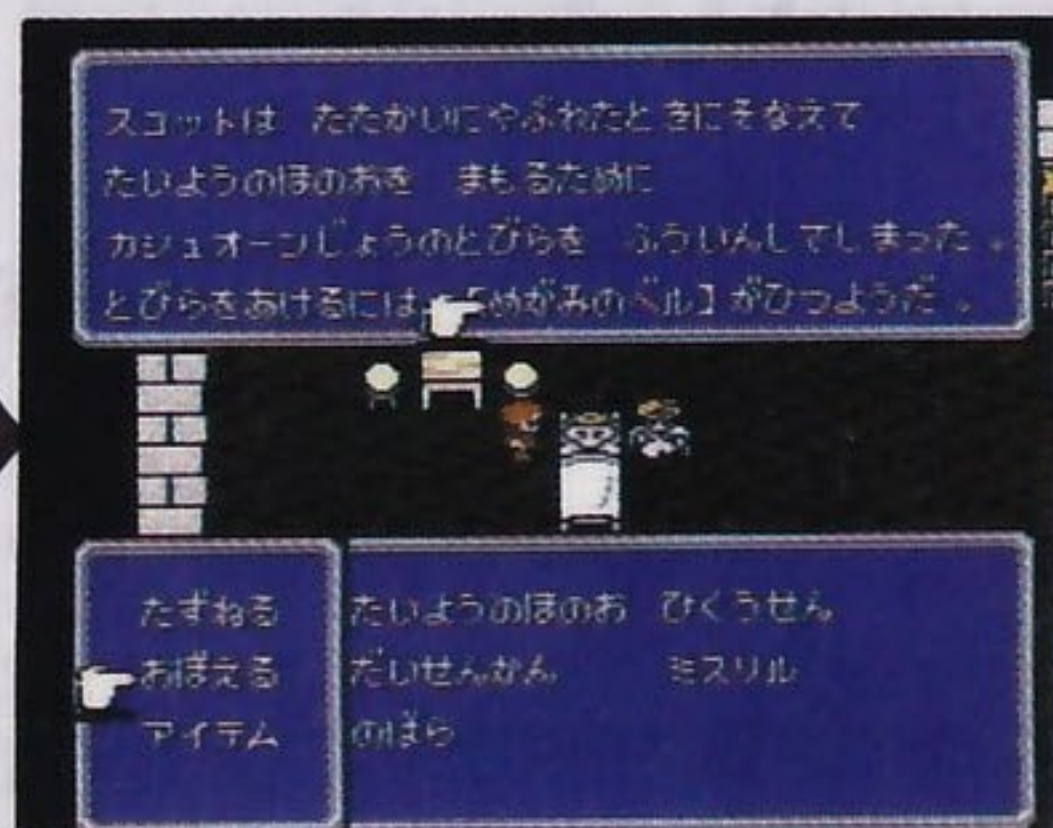 スコットは　たたかいにやぶれたときにそなえて
たいようのほのおを　まもるために
カシュオーンじょうのとびらを　ふういんしてしまった。
とびらをあけるには 『めがみのベル』がひつようだ。
たずねる
おぼえる
アイテム
たいようのほのお　ひくうせん
だいせんかん　ミスリル
のばら